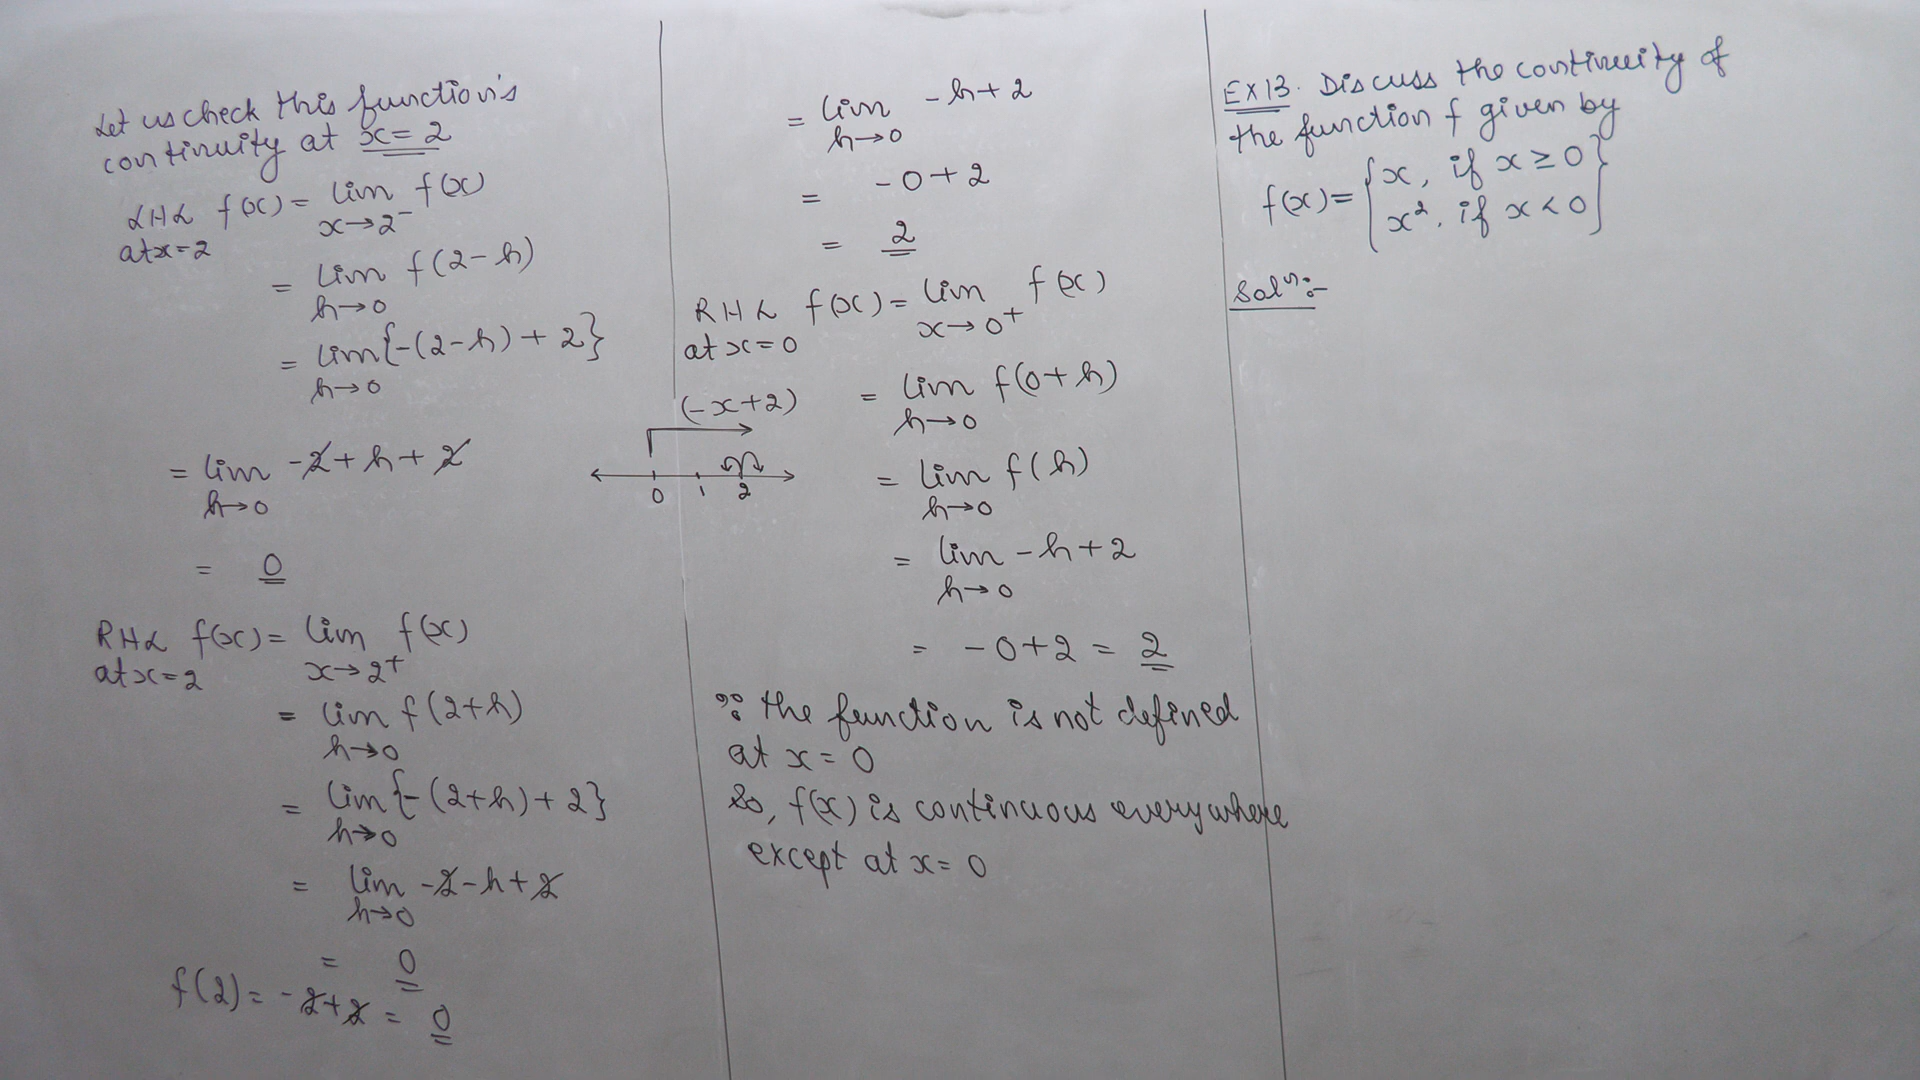 Let us check this function's
continuity at x = 2
LHL f(x) = lim f(x)
at x = 2 x→2⁻
= lim f(2-h)
h→0
= lim {-(2-h) + 2}
h→0
= lim -2 + h + 2
h→0
= 0
RHL f(x) = lim f(x)
at x = 2 x→2⁺
= lim f(2+h)
h→0
= lim {-(2+h) + 2}
h→0
= lim -2 - h + 2
h→0
= 0
f(2) = -2 + 2 = 0
(-x+2)
0 1 2
= lim -h + 2
h→0
= -0 + 2
= 2
RHL f(x) = lim f(x)
at x = 0 x→0⁺
= lim f(0+h)
h→0
= lim f(h)
h→0
= lim -h + 2
h→0
= -0 + 2 = 2
∵ the function is not defined
at x = 0
So, f(x) is continuous everywhere
except at x = 0
EX 13. Discuss the continuity of
the function f given by
f(x) = { x, if x ≥ 0 }
x², if x < 0
Solⁿ:-